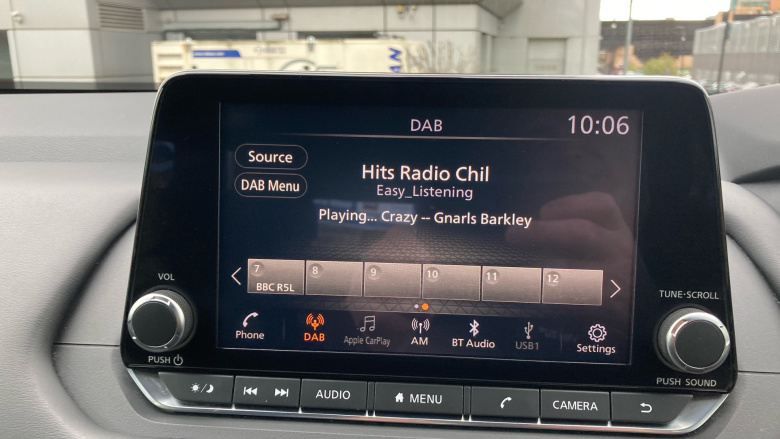 DAB 10:06
Source
DAB Menu
Hits Radio Chil
Easy_Listening
Playing... Crazy -- Gnarls Barkley
7 8 9 10 11 12
BBC R5L
Phone DAB Apple CarPlay AM BT Audio USB1 Settings
VOL
PUSH
TUNE·SCROLL
PUSH SOUND
AUDIO MENU CAMERA